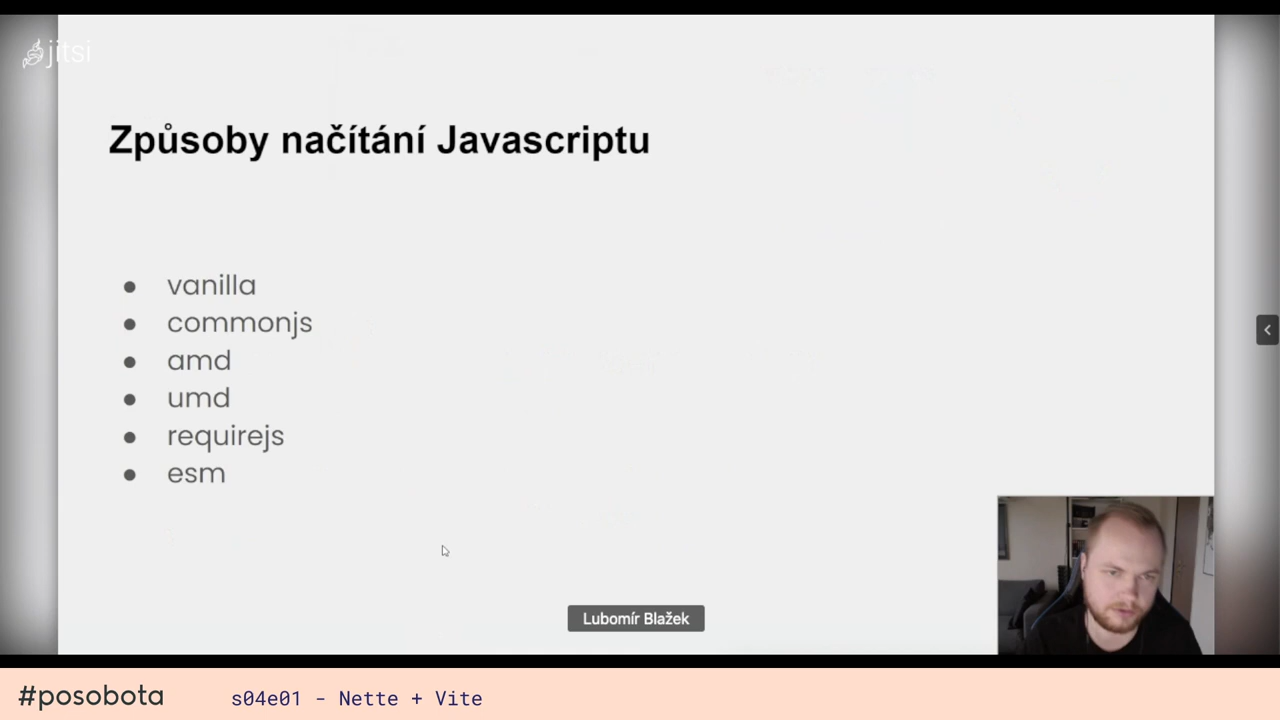 jitsi
Způsoby načítání Javascriptu
● vanilla
● commonjs
● amd
● umd
● requirejs
● esm
Lubomír Blažek
#posobota
s04e01 - Nette + Vite